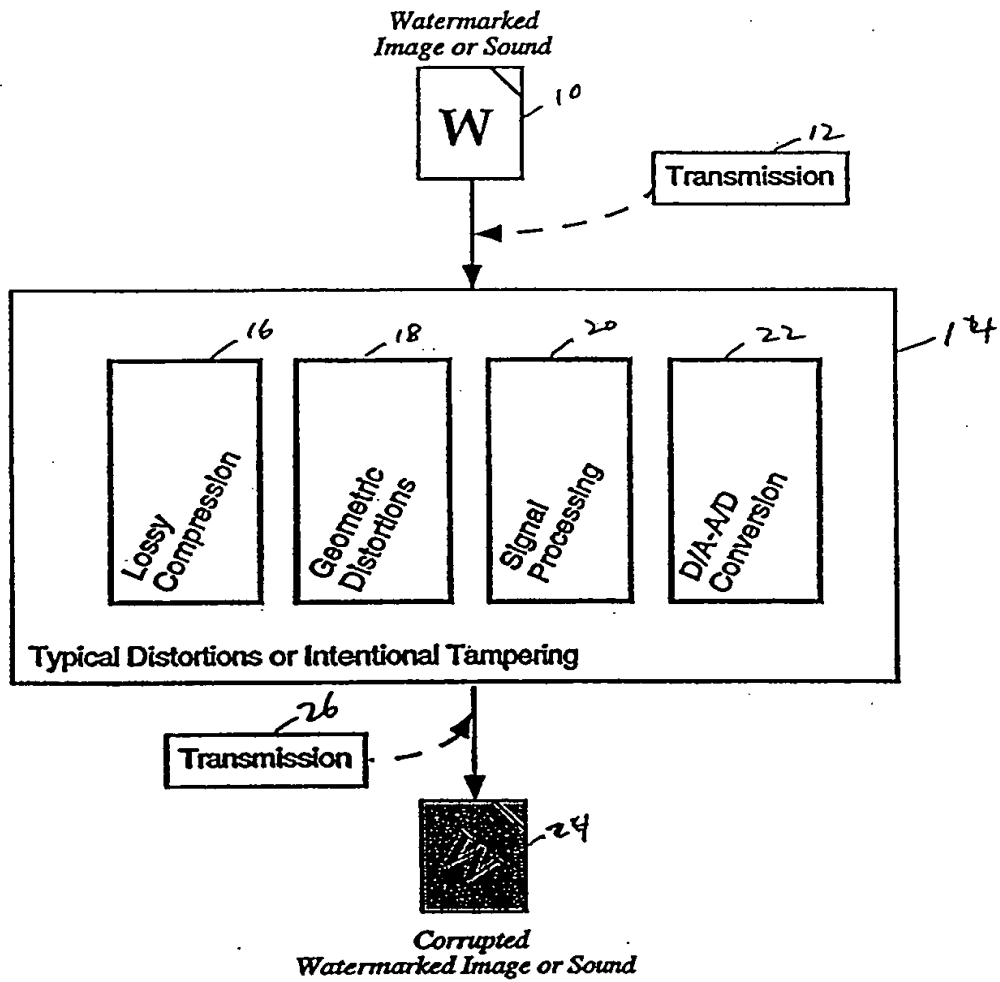 Watermarked
Image or Sound
W
10
12
Transmission
14
16
18
20
22
Lossy
Compression
Geometric
Distortions
Signal
Processing
D/A-A/D
Conversion
Typical Distortions or Intentional Tampering
26
Transmission
W
24
Corrupted
Watermarked Image or Sound